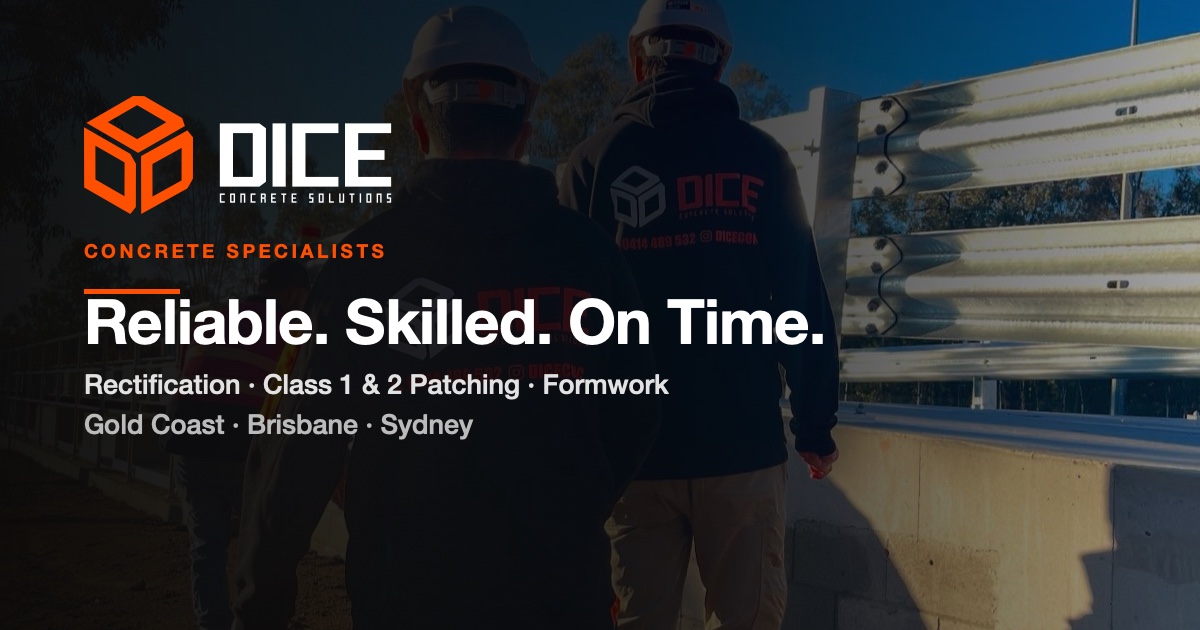 DICE
CONCRETE SOLUTIONS
CONCRETE SPECIALISTS
Reliable. Skilled. On Time.
Rectification · Class 1 & 2 Patching · Formwork
Gold Coast · Brisbane · Sydney
DICE
CONCRETE
DICE